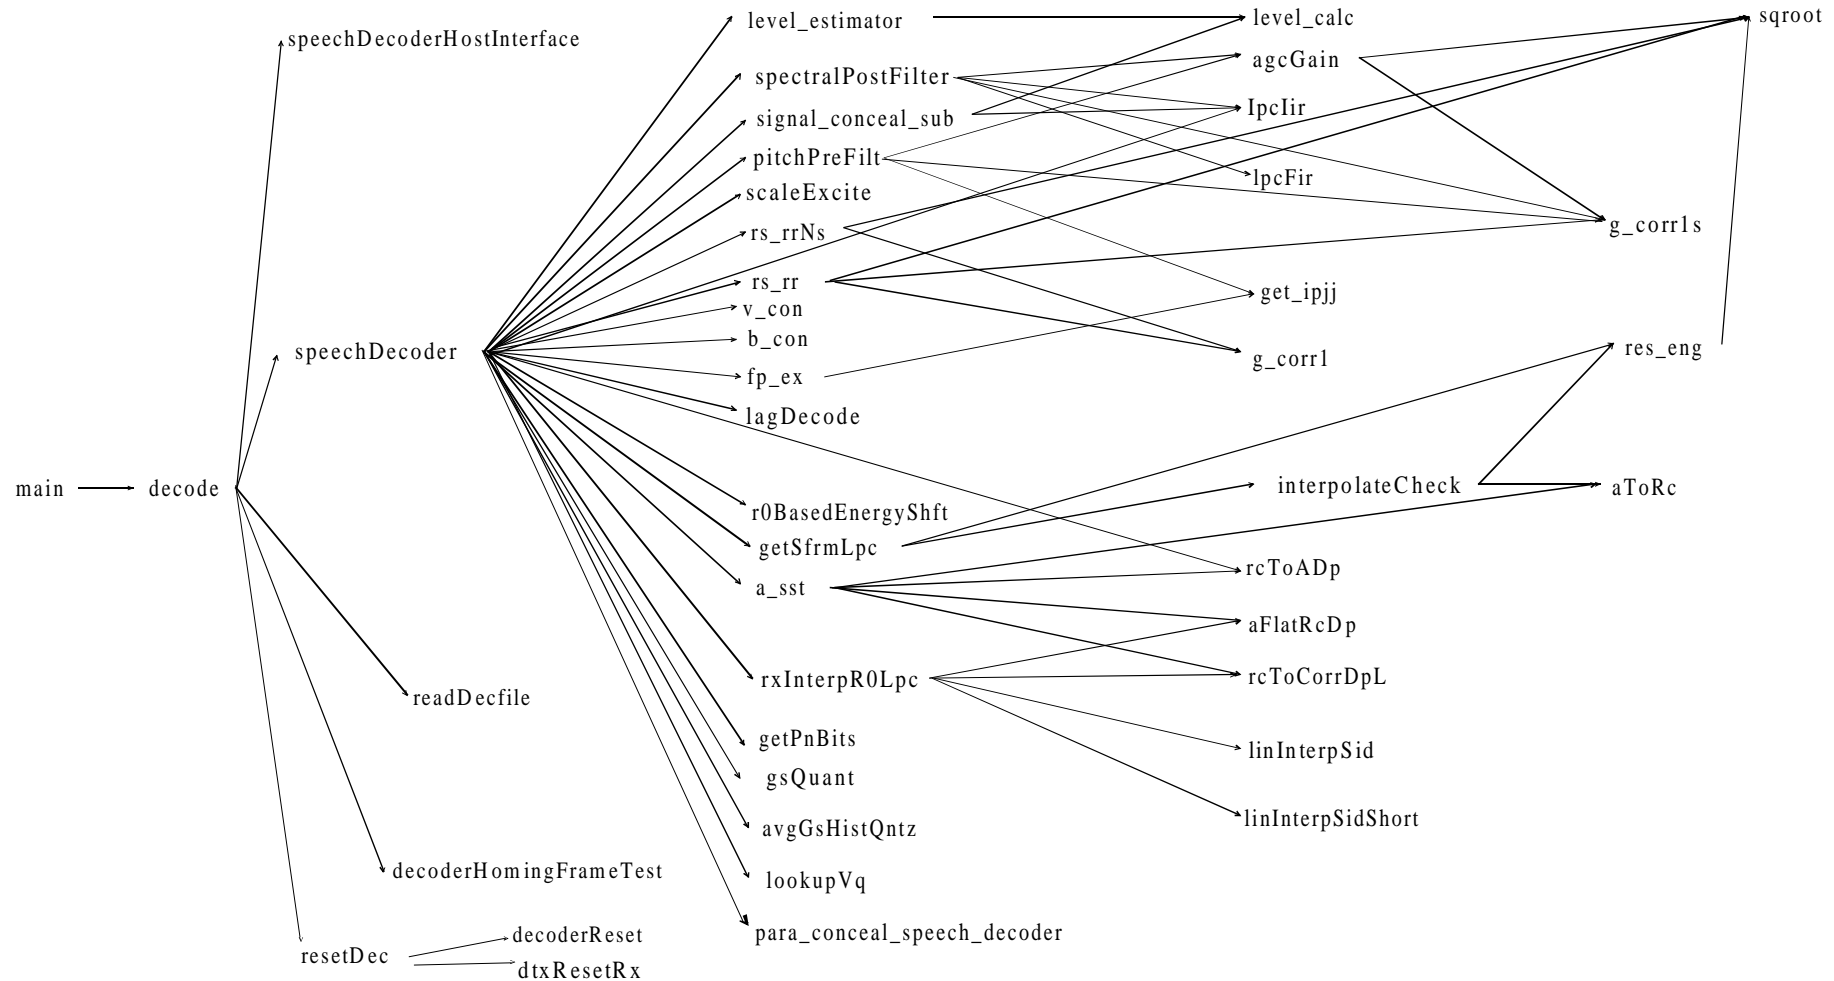 level_estimator
level_calc
sqroot
speechDecoderHostInterface
agcGain
spectralPostFilter
IpcIir
signal_conceal_sub
pitchPreFilt
lpcFir
scaleExcite
g_corr1s
rs_rrNs
rs_rr
get_ipjj
v_con
b_con
res_eng
speechDecoder
g_corr1
fp_ex
lagDecode
main
decode
interpolateCheck
aToRc
r0BasedEnergyShft
getSfrmLpc
rcToADp
a_sst
aFlatRcDp
rxInterpR0Lpc
rcToCorrDpL
readDecfile
getPnBits
linInterpSid
gsQuant
linInterpSidShort
avgGsHistQntz
decoderHomingFrameTest
lookupVq
para_conceal_speech_decoder
decoderReset
resetDec
dtxResetRx